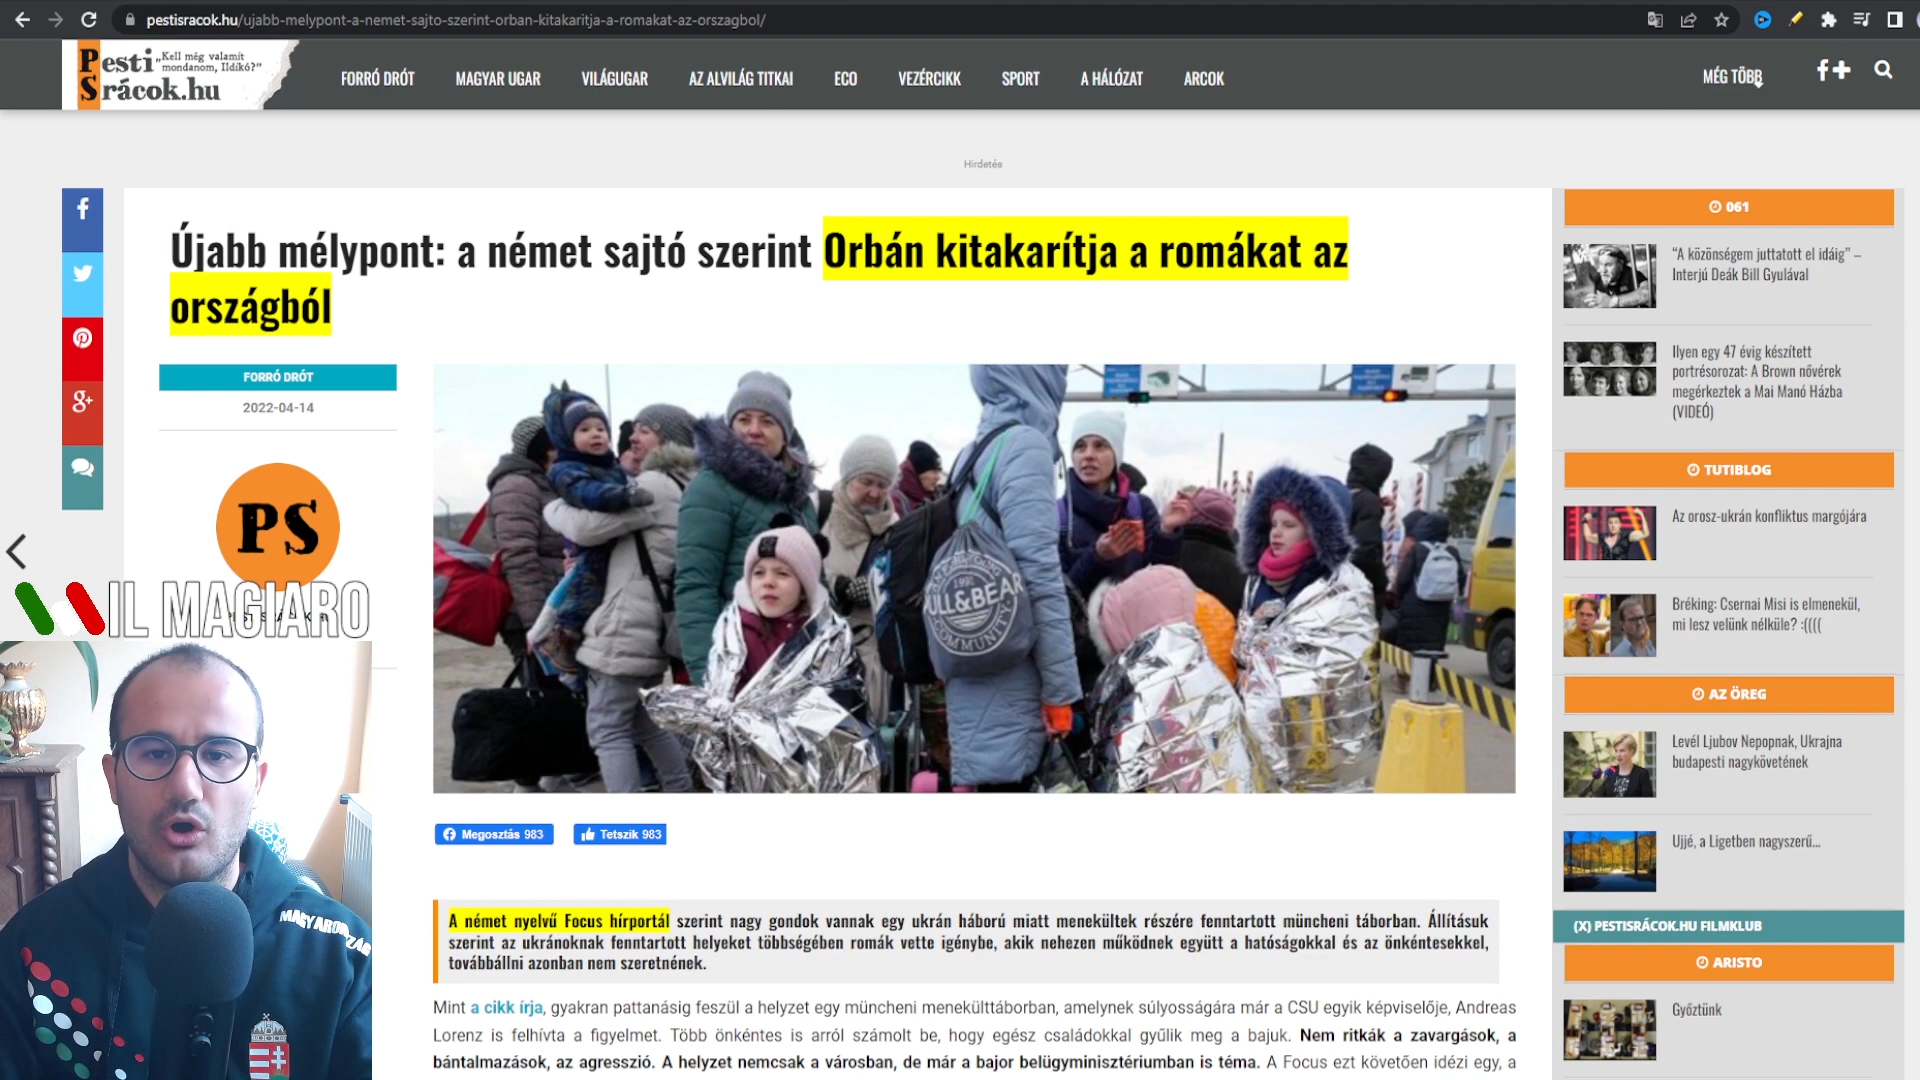 pestisracok.hu/ujabb-melypont-a-nemet-sajto-szerint-orban-kitakaritja-a-romakat-az-orszagbol/
Pesti
Srácok.hu
„Kell még valamit
mondanom, Ildikó?”
FORRÓ DRÓT
MAGYAR UGAR
VILÁGUGAR
AZ ALVILÁG TITKAI
ECO
VEZÉRCIKK
SPORT
A HÁLÓZAT
ARCOK
MÉG TÖBB
Hirdetés
Újabb mélypont: a német sajtó szerint Orbán kitakarítja a romákat az
országból
FORRÓ DRÓT
2022-04-14
PS
IL MAGIARO
PULL&BEAR
COMMUNITY
1991
MAGYARORSZÁG
Megosztás 983
Tetszik 983
A német nyelvű Focus hírportál szerint nagy gondok vannak egy ukrán háború miatt menekültek részére fenntartott müncheni táborban. Állításuk
szerint az ukránoknak fenntartott helyeket többségében romák vette igénybe, akik nehezen működnek együtt a hatóságokkal és az önkéntesekkel,
továbbállni azonban nem szeretnének.
Mint a cikk írja, gyakran pattanásig feszül a helyzet egy müncheni menekülttáborban, amelynek súlyosságára már a CSU egyik képviselője, Andreas
Lorenz is felhívta a figyelmet. Több önkéntes is arról számolt be, hogy egész családokkal gyűlik meg a bajuk. Nem ritkák a zavargások, a
bántalmazások, az agresszió. A helyzet nemcsak a városban, de már a bajor belügyminisztériumban is téma. A Focus ezt követően idézi egy, a
061
“A közönségem juttatott el idáig” –
Interjú Deák Bill Gyulával
Ilyen egy 47 évig készített
portrésorozat: A Brown nővérek
megérkeztek a Mai Manó Házba
(VIDEÓ)
TUTIBLOG
Az orosz-ukrán konfliktus margójára
Bréking: Csernai Misi is elmenekül,
mi lesz velünk nélküle? :((((
AZ ÖREG
Levél Ljubov Nepopnak, Ukrajna
budapesti nagykövetének
Ujjé, a Ligetben nagyszerű...
(X) PESTISRÁCOK.HU FILMKLUB
ARISTO
Győztünk